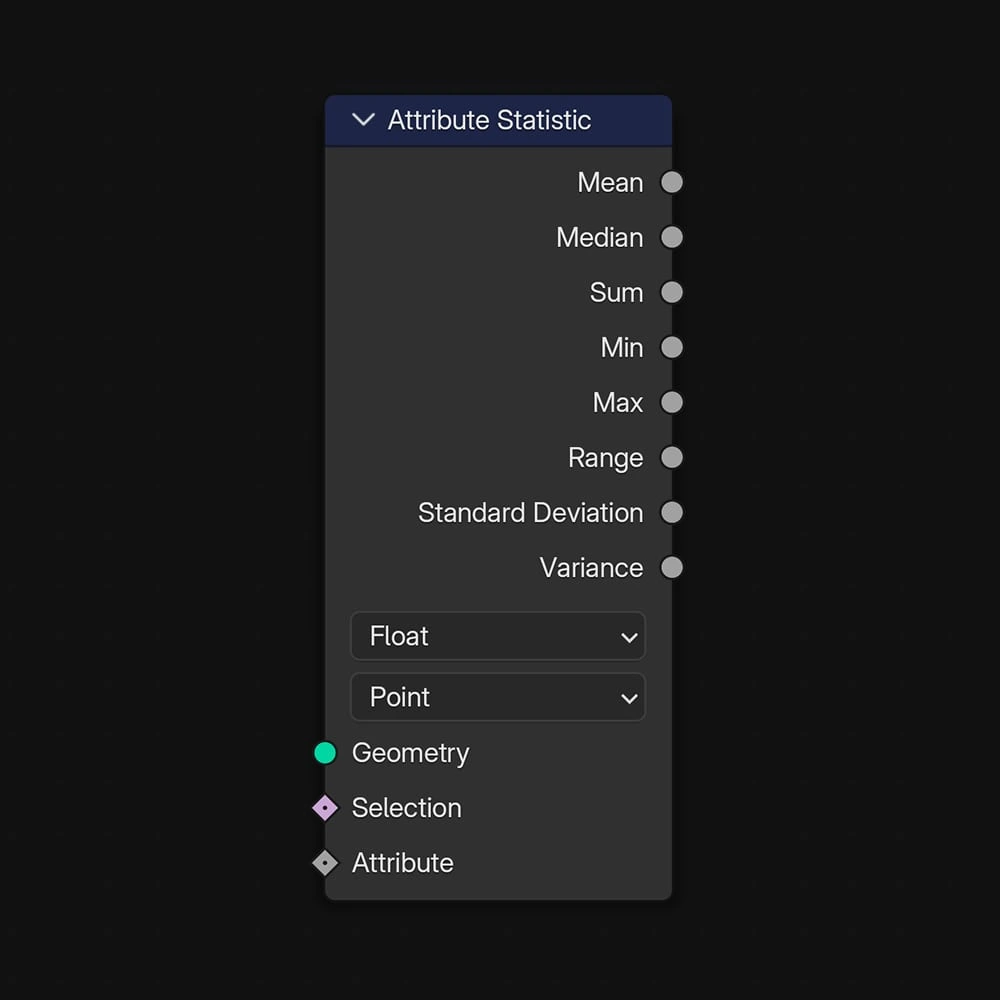 Attribute Statistic
Mean
Median
Sum
Min
Max
Range
Standard Deviation
Variance
Float
Point
Geometry
Selection
Attribute